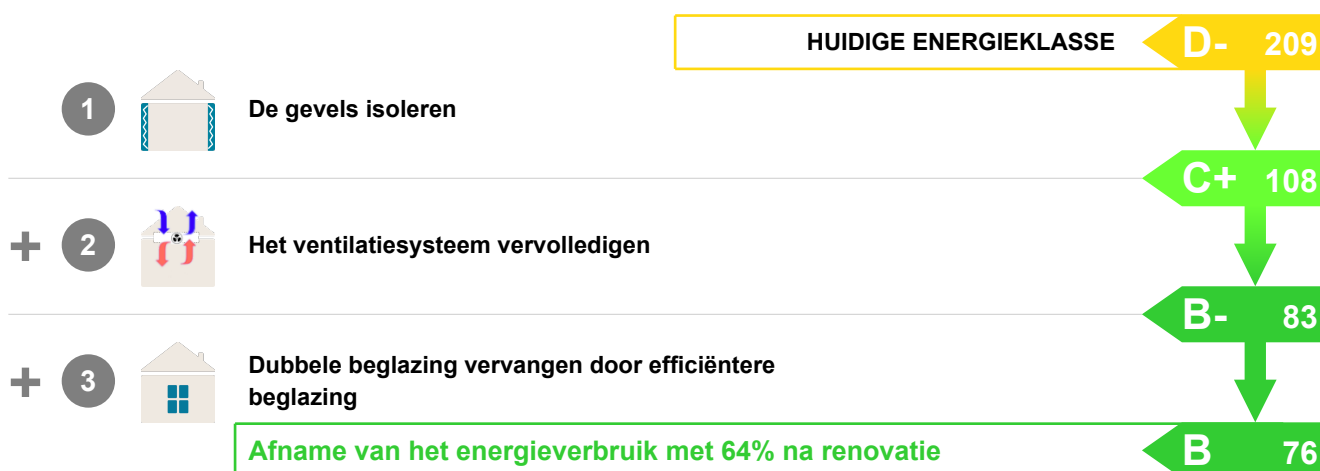 HUIDIGE ENERGIEKLASSE D- 209
1 De gevels isoleren
C+ 108
+ 2 Het ventilatiesysteem vervolledigen
B- 83
+ 3 Dubbele beglazing vervangen door efficiëntere
beglazing
Afname van het energieverbruik met 64% na renovatie B 76